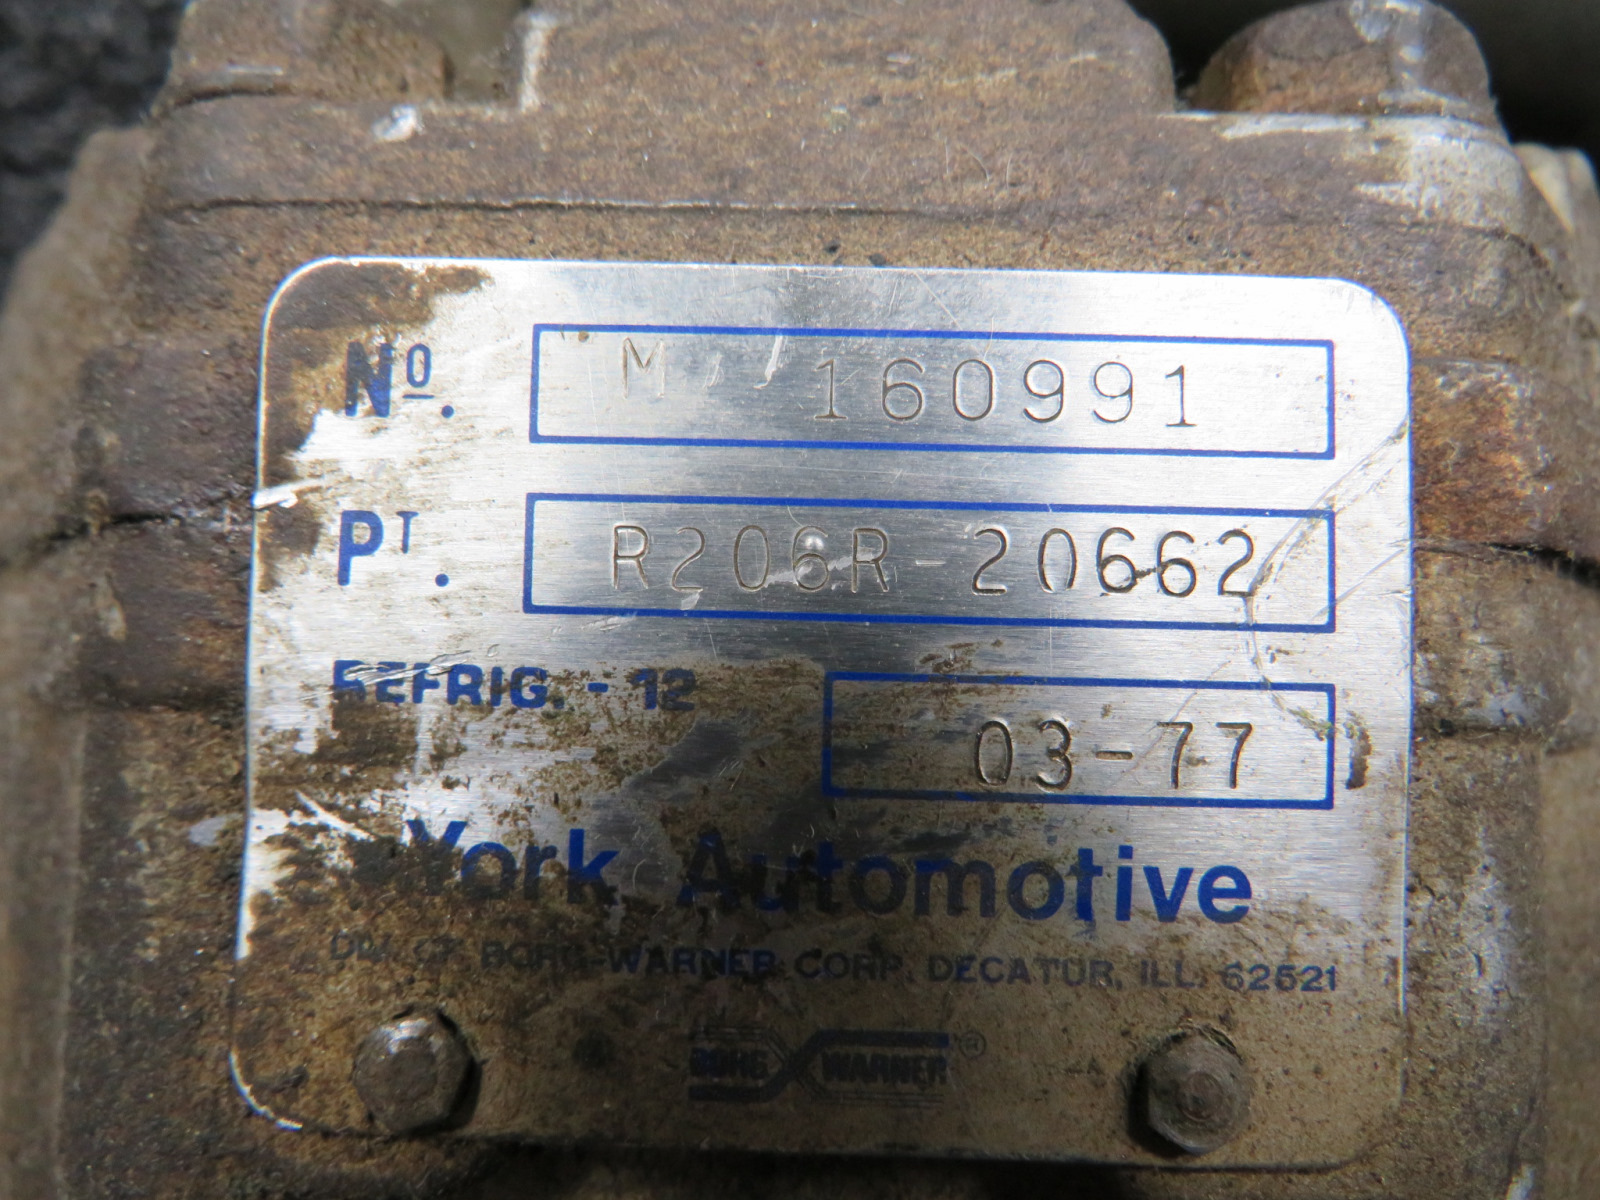 Nº. M 160991
PT. R206R-20662
REFRIG. - 12
03-77
York Automotive
DIV. OF BORG-WARNER CORP. DECATUR, ILL. 62521
BORG WARNER ®